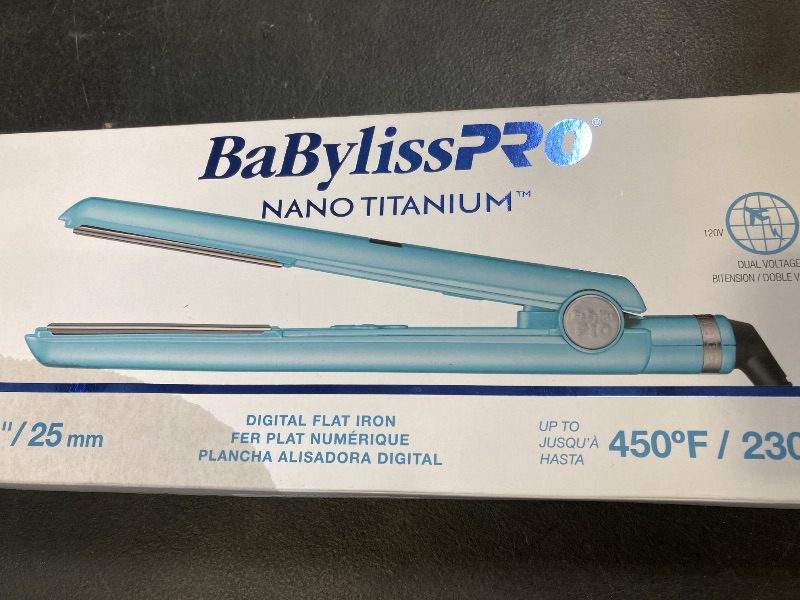 BaBylissPRO®
NANO TITANIUM™
120V
DUAL VOLTAGE
BITENSION / DOBLE V
"/ 25 mm
DIGITAL FLAT IRON
FER PLAT NUMÉRIQUE
PLANCHA ALISADORA DIGITAL
UP TO
JUSQU'À
HASTA
450ºF / 230